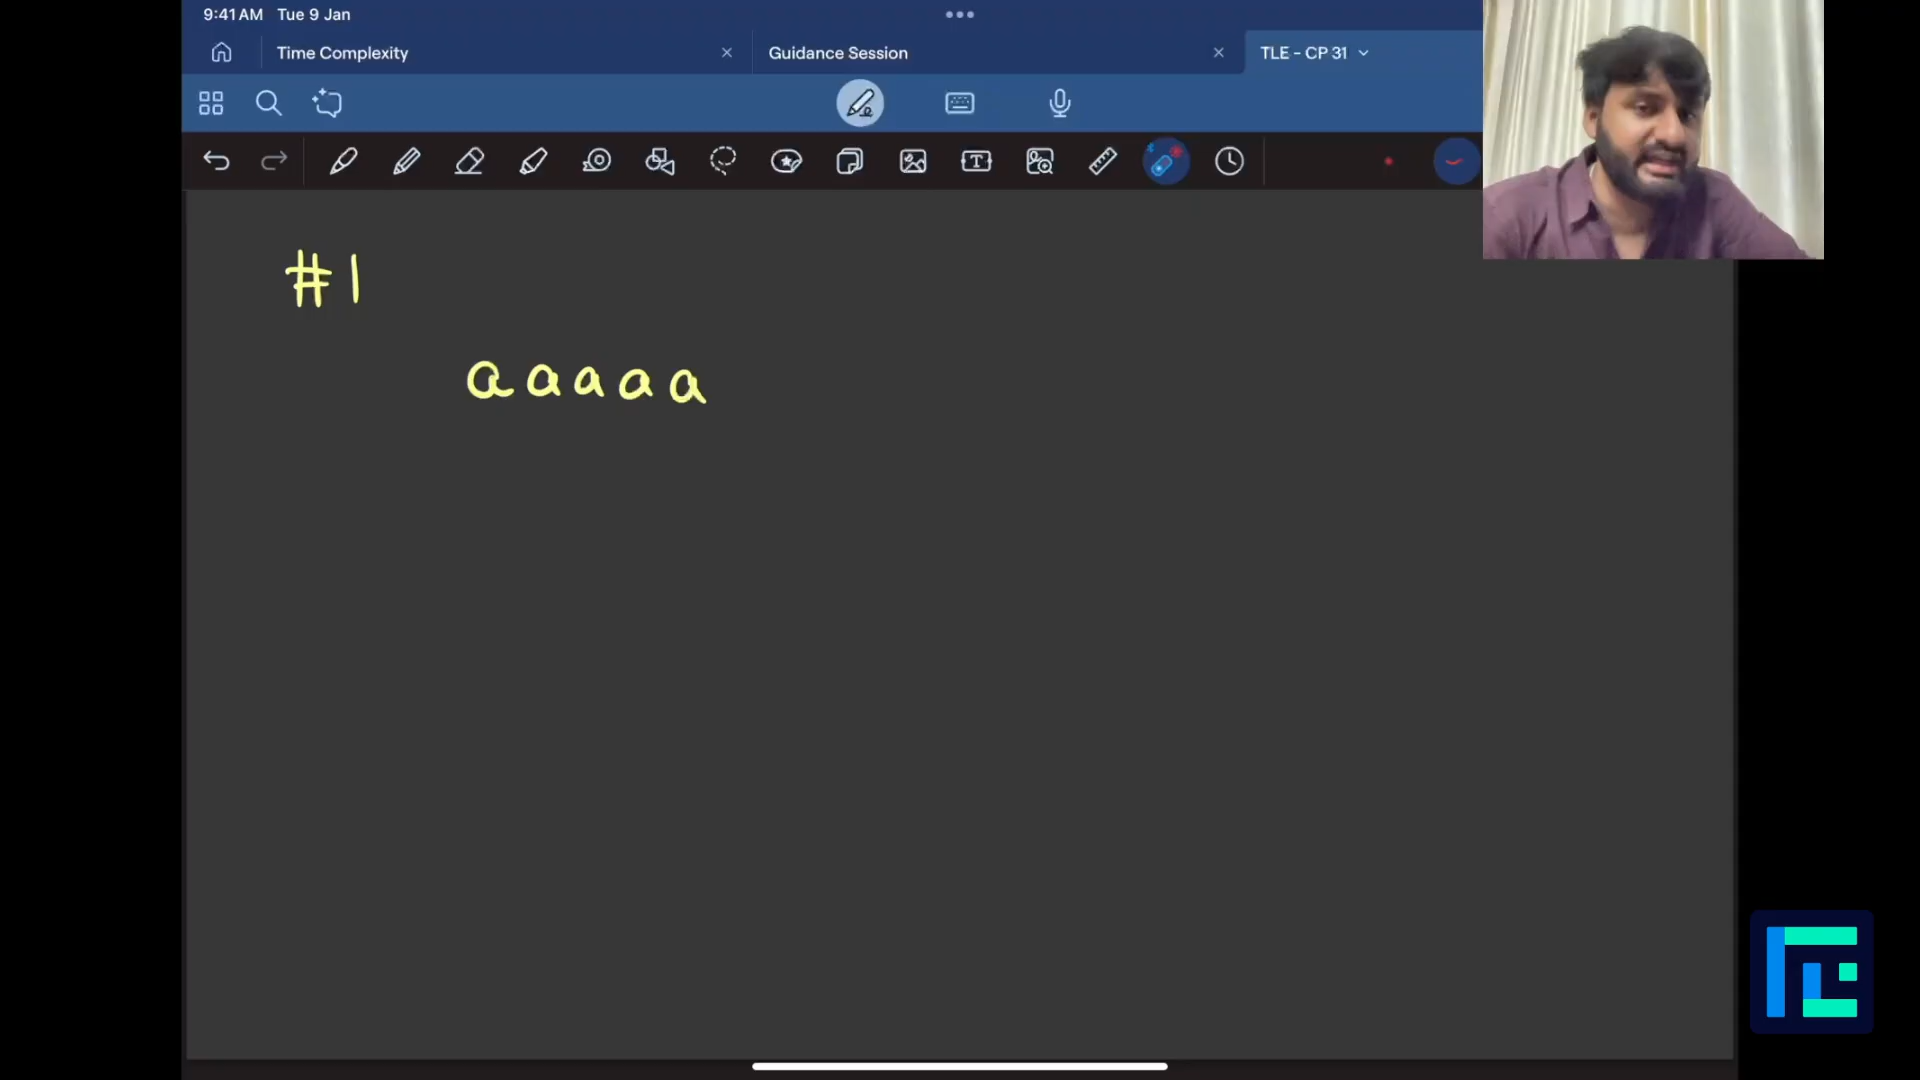 9:41 AM Tue 9 Jan
Time Complexity
Guidance Session
TLE - CP 31
#1
a a a a a